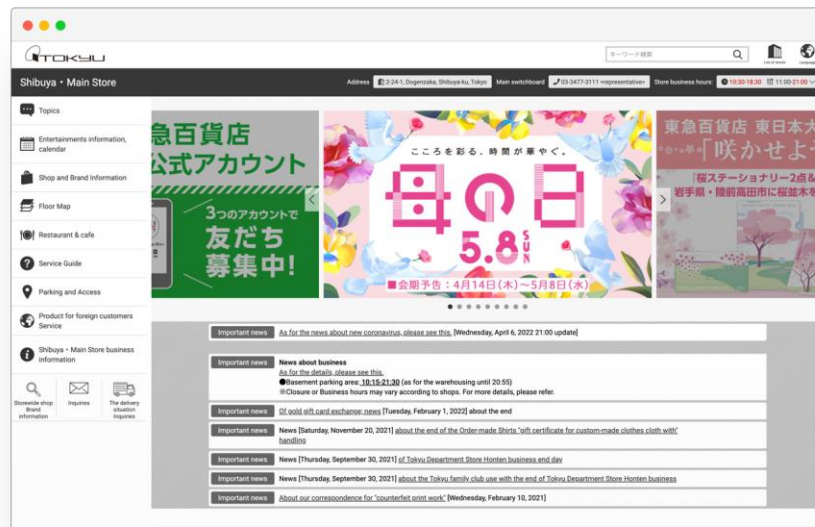 TOKYU
キーワード検索
List of stores
Language
Shibuya・Main Store
Address
2-24-1, Dogenzaka, Shibuya-ku, Tokyo
Main switchboard
03-3477-3111 <representative>
Store business hours:
10:30-18:30
11:00-21:00
Topics
Entertainments information,
calendar
Shop and Brand Information
Floor Map
Restaurant & cafe
Service Guide
Parking and Access
Product for foreign customers
Service
Shibuya・Main Store business
information
Storewide shop
Brand
information
Inquiries
The delivery
situation
Inquiries
急百貨店
公式アカウント
3つのアカウントで
友だち
募集中!
こころを彩る、時間が華やぐ。
母の日
5.8 SUN
■会期予告:4月14日(木)〜5月8日(水)
東急百貨店 東日本大
「咲かせよ
「桜ステーショナリー2点&
岩手県・陸前高田市に桜並木を
Important news
As for the news about new coronavirus, please see this. [Wednesday, April 6, 2022 21:00 update]
Important news
News about business
As for the details, please see this.
●Basement parking area: 10:15-21:30 (as for the warehousing until 20:55)
※Closure or Business hours may vary according to shops. For more details, please refer.
Important news
Of gold gift card exchange; news [Tuesday, February 1, 2022] about the end
Important news
News [Saturday, November 20, 2021] about the end of the Order-made Shirts "gift certificate for custom-made clothes cloth with"
handling
Important news
News [Thursday, September 30, 2021] of Tokyu Department Store Honten business end day
Important news
News [Thursday, September 30, 2021] about the Tokyu family club use with the end of Tokyu Department Store Honten business
Important news
About our correspondence for "counterfeit print work" [Wednesday, February 10, 2021]